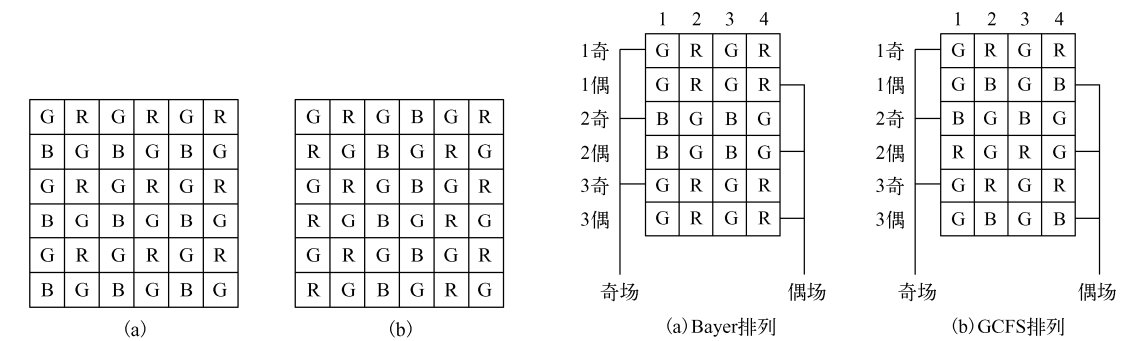 G R G R G R
B G B G B G
G R G R G R
B G B G B G
G R G R G R
B G B G B G
(a)
G R G B G R
R G B G R G
G R G B G R
R G B G R G
G R G B G R
R G B G R G
(b)
1 2 3 4
1奇 G R G R
1偶 G R G R
2奇 B G B G
2偶 B G B G
3奇 G R G R
3偶 G R G R
奇场 偶场
(a)Bayer排列
1 2 3 4
1奇 G R G R
1偶 G B G B
2奇 B G B G
2偶 R G R G
3奇 G R G R
3偶 G B G B
奇场 偶场
(b)GCFS排列